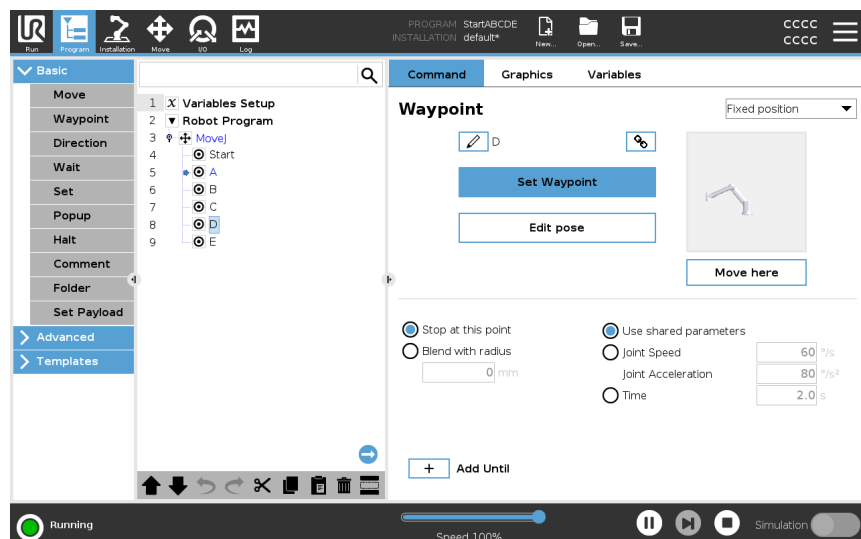 PROGRAM StartABCDE
INSTALLATION default*
CCCC
CCCC
UR
Run
Program
Installation
Move
I/O
Log
New...
Open...
Save...
Basic
Move
Waypoint
Direction
Wait
Set
Popup
Halt
Comment
Folder
Set Payload
Advanced
Templates
1 X Variables Setup
2 Robot Program
3 MoveJ
4 Start
5 A
6 B
7 C
8 D
9 E
Command Graphics Variables
Waypoint
Fixed position
D
Set Waypoint
Edit pose
Move here
Stop at this point
Blend with radius
0 mm
Use shared parameters
Joint Speed 60 °/s
Joint Acceleration 80 °/s²
Time 2.0 s
+ Add Until
Running
Speed 100%
Simulation